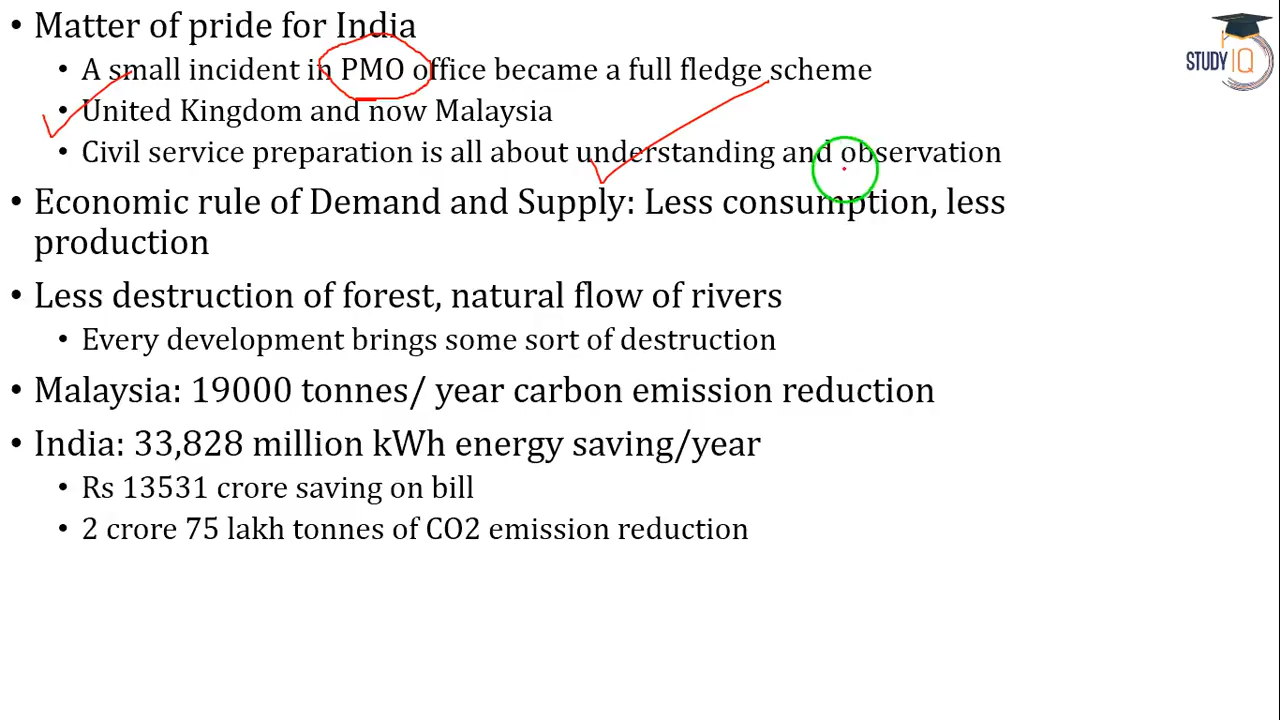 • Matter of pride for India
• A small incident in PMO office became a full fledge scheme
• United Kingdom and now Malaysia
• Civil service preparation is all about understanding and observation
• Economic rule of Demand and Supply: Less consumption, less
production
• Less destruction of forest, natural flow of rivers
• Every development brings some sort of destruction
• Malaysia: 19000 tonnes/ year carbon emission reduction
• India: 33,828 million kWh energy saving/year
• Rs 13531 crore saving on bill
• 2 crore 75 lakh tonnes of CO2 emission reduction
STUDY IQ